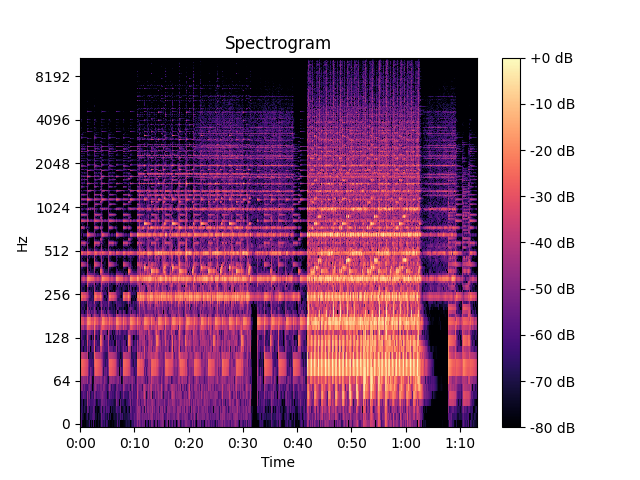 Spectrogram
Hz
8192
4096
2048
1024
512
256
128
64
0
0:00 0:10 0:20 0:30 0:40 0:50 1:00 1:10
Time
+0 dB
-10 dB
-20 dB
-30 dB
-40 dB
-50 dB
-60 dB
-70 dB
-80 dB